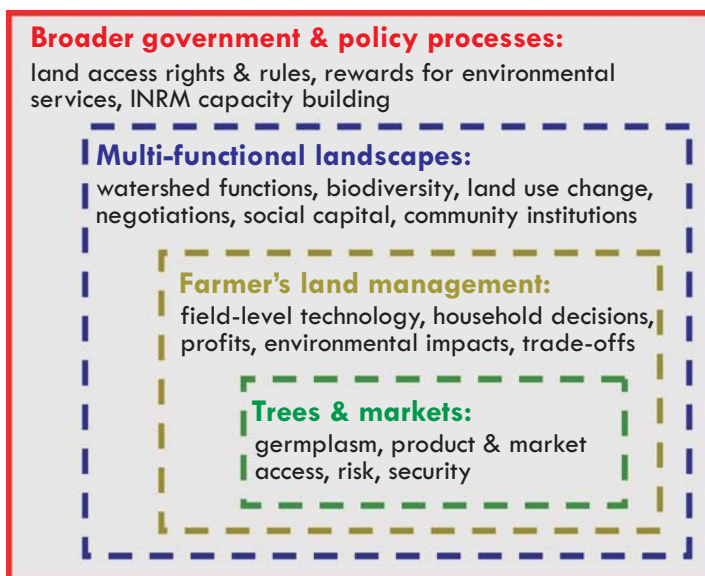 Broader government & policy processes:
land access rights & rules, rewards for environmental
services, INRM capacity building
Multi-functional landscapes:
watershed functions, biodiversity, land use change,
negotiations, social capital, community institutions
Farmer's land management:
field-level technology, household decisions,
profits, environmental impacts, trade-offs
Trees & markets:
germplasm, product & market
access, risk, security